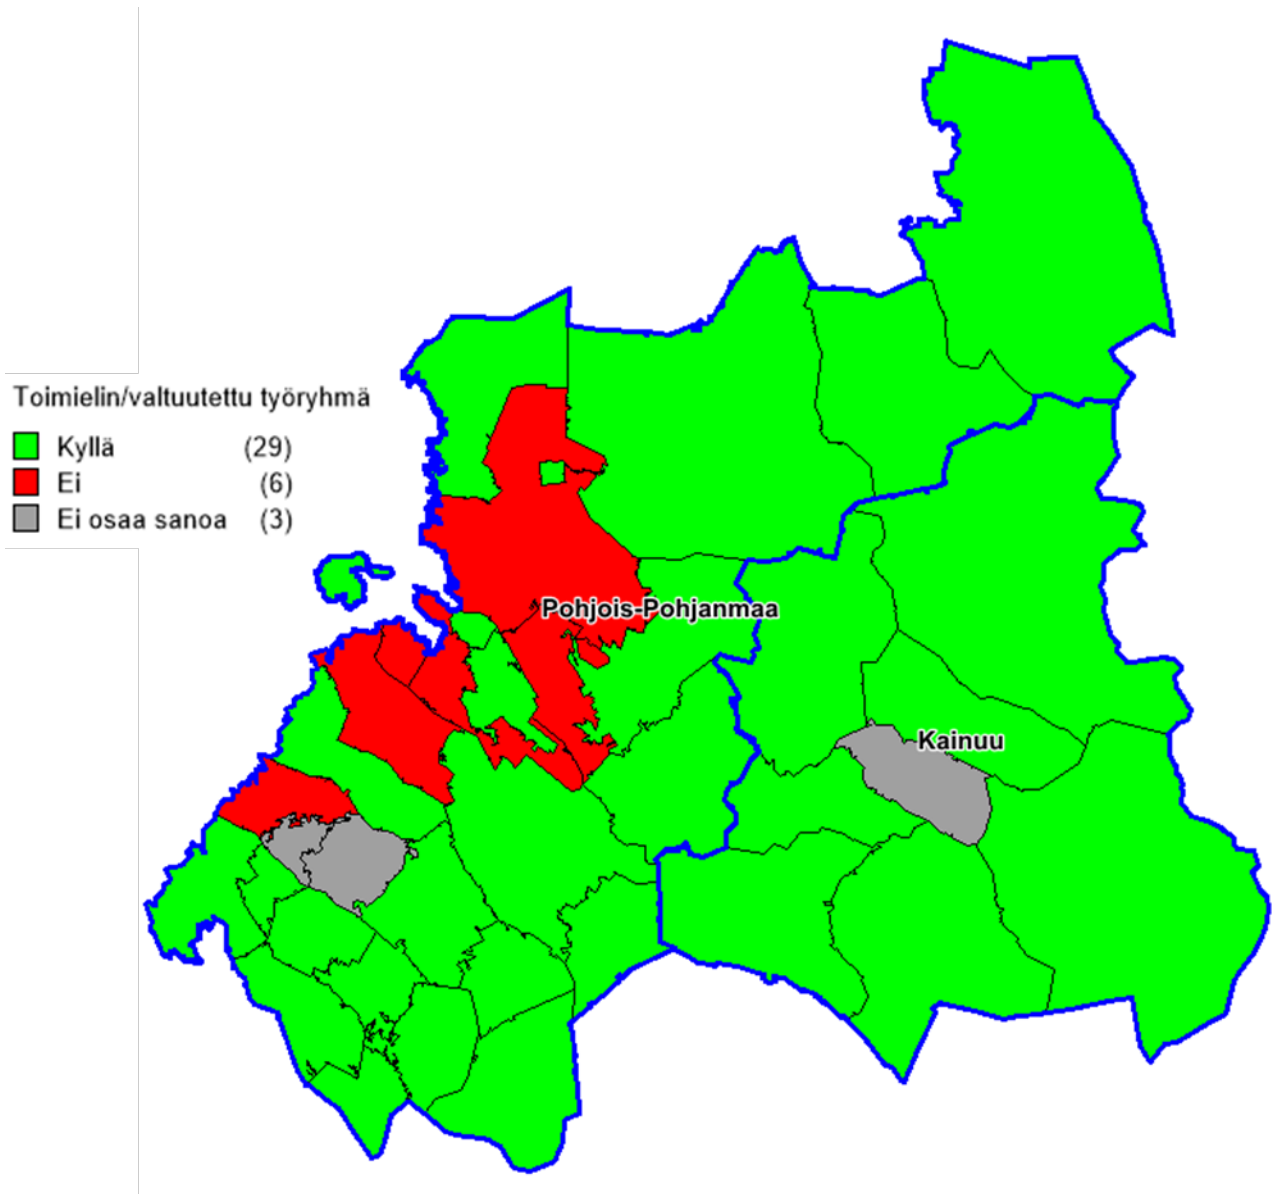 Toimielin/valtuutettu työryhmä
Kyllä (29)
Ei (6)
Ei osaa sanoa (3)
Pohjois-Pohjanmaa
Kainuu